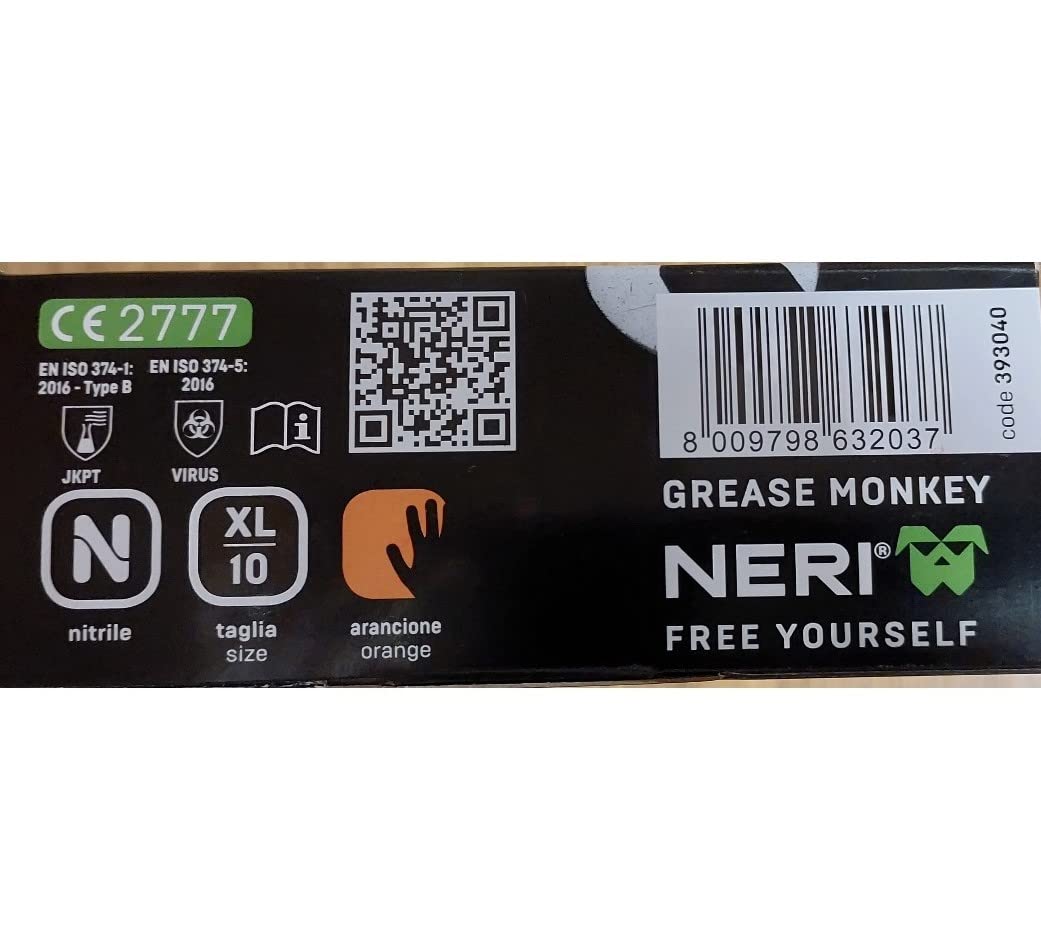 CE 2777
EN ISO 374-1:
2016 - Type B
JKPT
EN ISO 374-5:
2016
VIRUS
i
N
nitrile
XL
10
taglia
size
arancione
orange
8 009798 632037
code 393040
GREASE MONKEY
NERI®
FREE YOURSELF